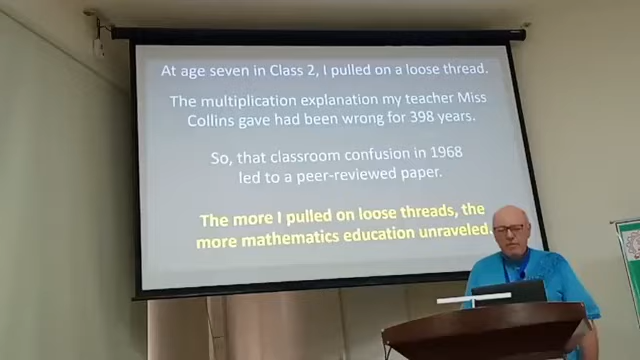 At age seven in Class 2, I pulled on a loose thread.
The multiplication explanation my teacher Miss
Collins gave had been wrong for 398 years.
So, that classroom confusion in 1968
led to a peer-reviewed paper.
The more I pulled on loose threads, the
more mathematics education unraveled.